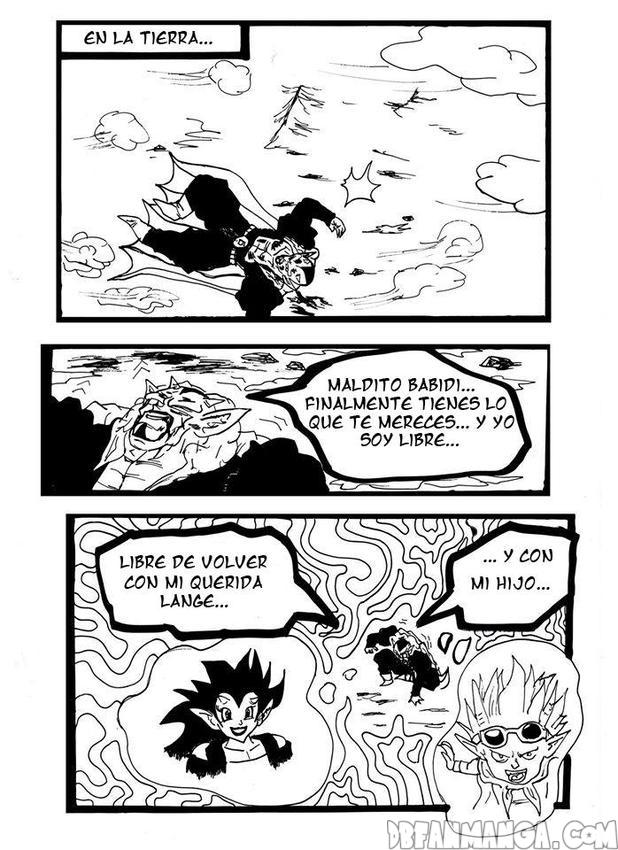 EN LA TIERRA...
MALDITO BABIDI...
FINALMENTE TIENES LO
QUE TE MERECES... Y YO
SOY LIBRE...
LIBRE DE VOLVER
CON MI QUERIDA
LANGE...
... Y CON
MI HIJO...
DBFANMANGA.COM